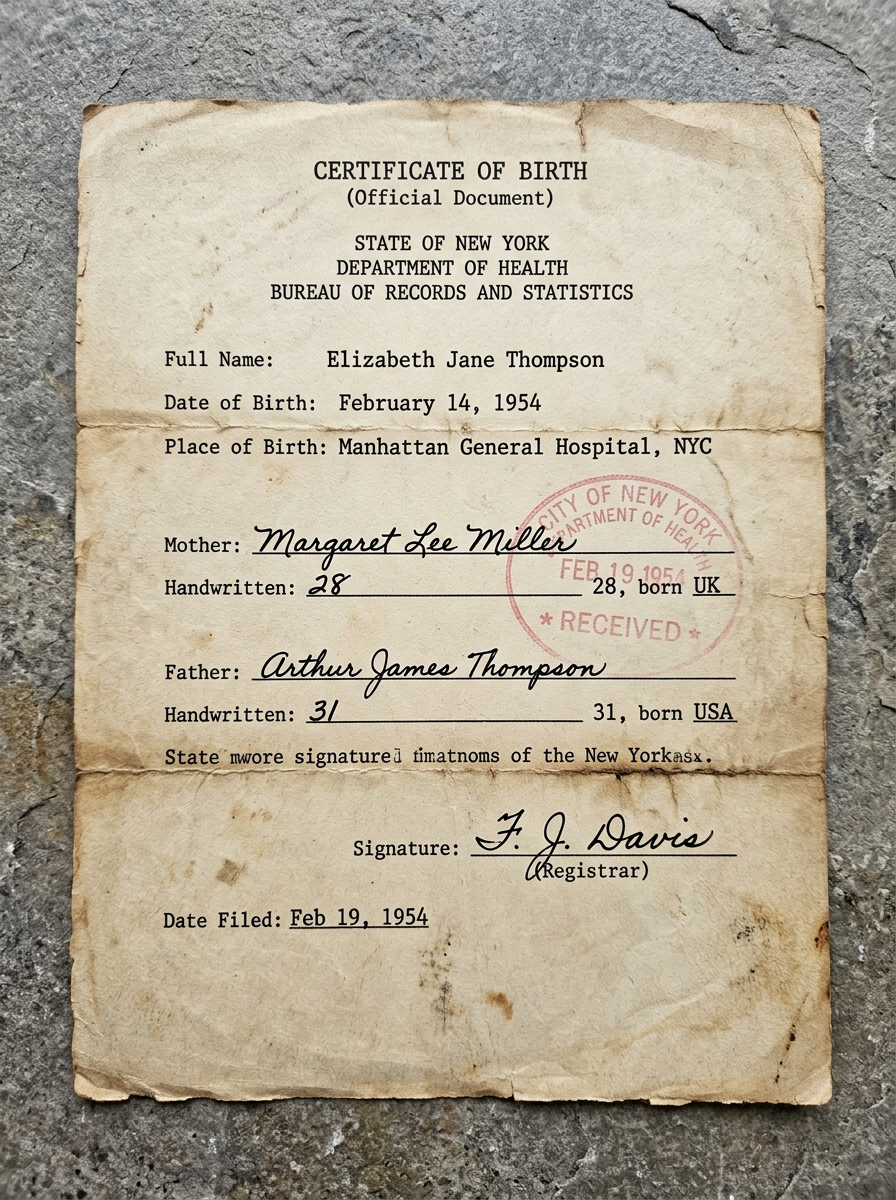 CERTIFICATE OF BIRTH
(Official Document)
STATE OF NEW YORK
DEPARTMENT OF HEALTH
BUREAU OF RECORDS AND STATISTICS
Full Name: Elizabeth Jane Thompson
Date of Birth: February 14, 1954
Place of Birth: Manhattan General Hospital, NYC
CITY OF NEW YORK
DEPARTMENT OF HEALTH
FEB 19 1954
* RECEIVED *
Mother: Margaret Lee Miller
Handwritten: 28 28, born UK
Father: Arthur James Thompson
Handwritten: 31 31, born USA
State signature of the New
Signature: F. J. Davis
(Registrar)
Date Filed: Feb 19, 1954